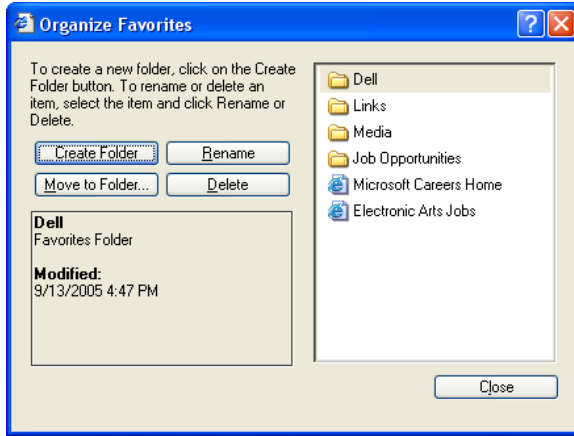 Organize Favorites
To create a new folder, click on the Create
Folder button. To rename or delete an
item, select the item and click Rename or
Delete.
Create Folder
Rename
Move to Folder...
Delete
Dell
Favorites Folder
Modified:
9/13/2005 4:47 PM
Dell
Links
Media
Job Opportunities
Microsoft Careers Home
Electronic Arts Jobs
Close